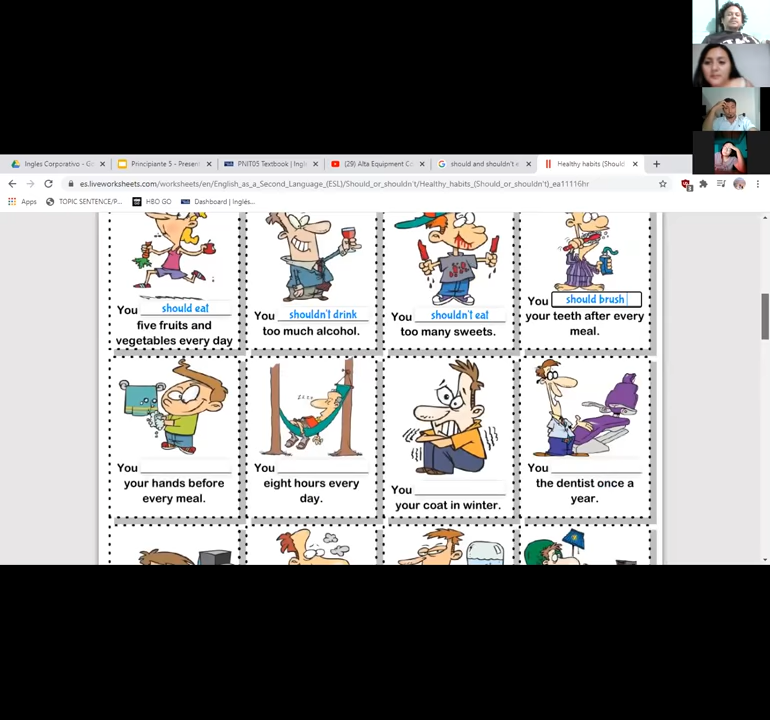 Ingles Corporativo - Go
Principiante 5 - Present
PNIT05 Textbook | Ingl
(29) Alta Equipment Co
should and shouldn't e
Healthy habits (Should
es.liveworksheets.com/worksheets/en/English_as_a_Second_Language_(ESL)/Should_or_shouldn't/Healthy_habits_(Should_or_shouldn't)_ea11116hr
Apps
TOPIC SENTENCE/P...
HBO GO
Dashboard | Inglés...
You should eat
five fruits and
vegetables every day
You shouldn't drink
too much alcohol.
You shouldn't eat
too many sweets.
You should brush
your teeth after every
meal.
You
your hands before
every meal.
You
eight hours every
day.
You
your coat in winter.
You
the dentist once a
year.